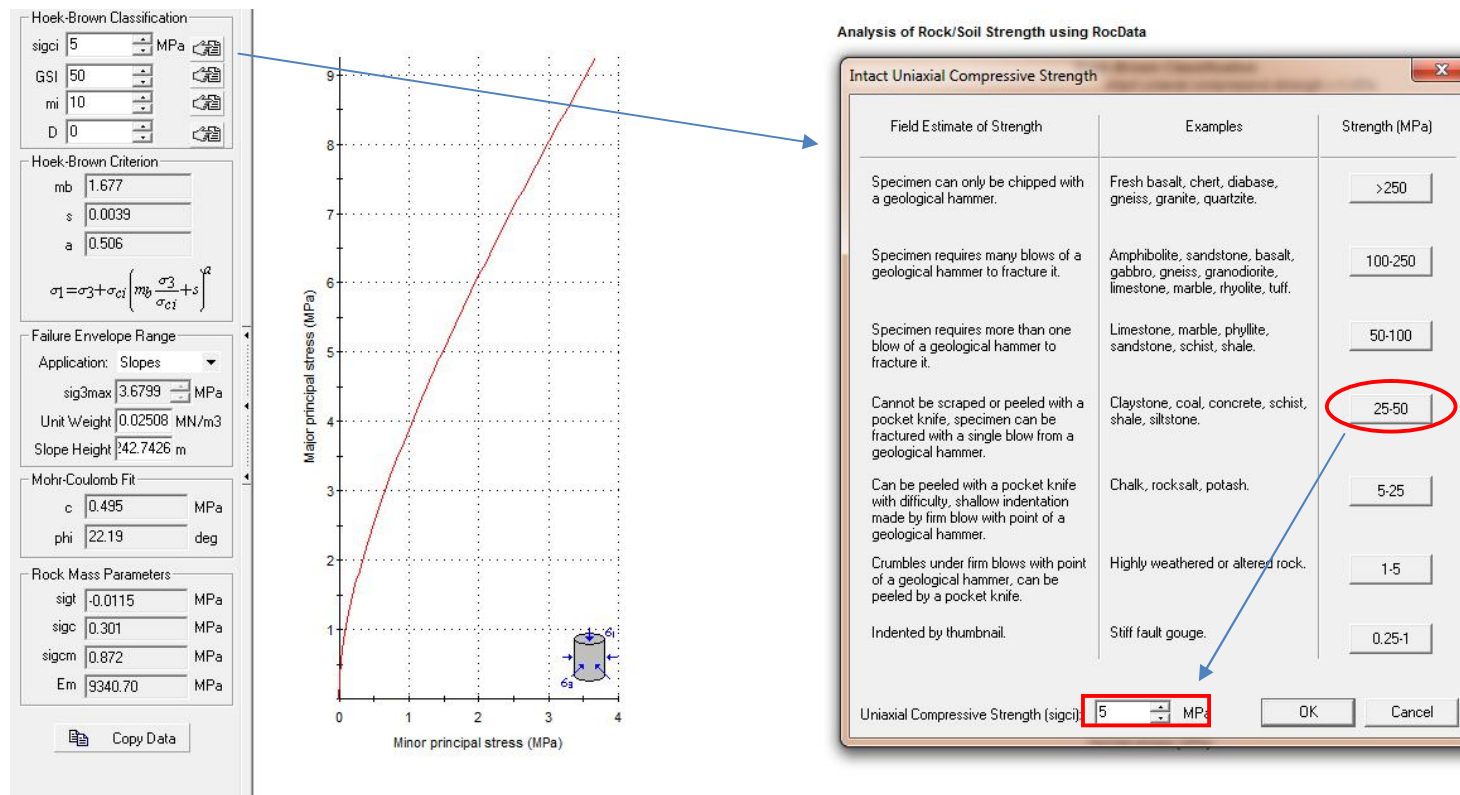 Hoek-Brown Classification
sigci 5 MPa
GSI 50
mi 10
D 0
Hoek-Brown Criterion
mb 1.677
s 0.0039
a 0.506
σ1=σ3+σci(mb σ3/σci+s)^a
Failure Envelope Range
Application: Slopes
sig3max 3.6799 MPa
Unit Weight 0.02508 MN/m3
Slope Height 42.7426 m
Mohr-Coulomb Fit
c 0.495 MPa
phi 22.19 deg
Rock Mass Parameters
sigt -0.0115 MPa
sigc 0.301 MPa
sigcm 0.872 MPa
Em 9340.70 MPa
Copy Data
Major principal stress (MPa)
9
8
7
6
5
4
3
2
1
0 1 2 3 4
Minor principal stress (MPa)
σ1
σ3
Analysis of Rock/Soil Strength using RocData
Intact Uniaxial Compressive Strength
Field Estimate of Strength Examples Strength (MPa)
Specimen can only be chipped with
a geological hammer.
Fresh basalt, chert, diabase,
gneiss, granite, quartzite.
>250
Specimen requires many blows of a
geological hammer to fracture it.
Amphibolite, sandstone, basalt,
gabbro, gneiss, granodiorite,
limestone, marble, rhyolite, tuff.
100-250
Specimen requires more than one
blow of a geological hammer to
fracture it.
Limestone, marble, phyllite,
sandstone, schist, shale.
50-100
Cannot be scraped or peeled with a
pocket knife, specimen can be
fractured with a single blow from a
geological hammer.
Claystone, coal, concrete, schist,
shale, siltstone.
25-50
Can be peeled with a pocket knife
with difficulty, shallow indentation
made by firm blow with point of a
geological hammer.
Chalk, rocksalt, potash.
5-25
Crumbles under firm blows with point
of a geological hammer, can be
peeled by a pocket knife.
Highly weathered or altered rock.
1-5
Indented by thumbnail.
Stiff fault gouge.
0.25-1
Uniaxial Compressive Strength (sigci): 5 MPa
OK Cancel